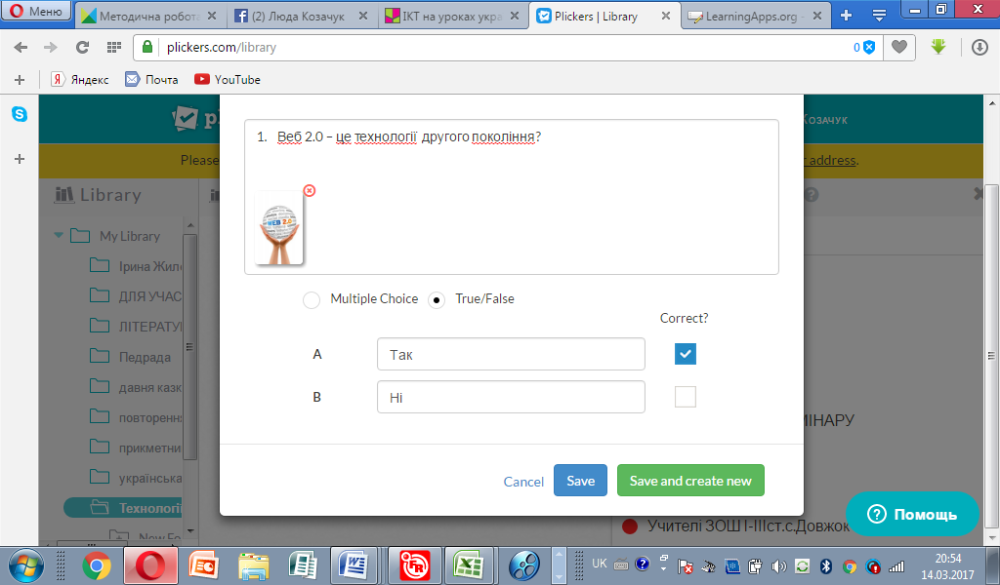 Меню
Методична робота
(2) Люда Козачук
ІКТ на уроках укра
Plickers | Library
LearningApps.org -
plickers.com/library
0
Яндекс
Почта
YouTube
Козачук
Please
address.
Library
My Library
Ірина Жил
ДЛЯ УЧАС
ЛІТЕРАТУ
Педрада
давня казк
повторенн
прикметни
українська
Технологі
New Fo
1. Веб 2.0 – це технології другого покоління?
WEB 2.0
Multiple Choice
True/False
Correct?
A
Так
B
Ні
Cancel
Save
Save and create new
МІНАРУ
Учителі ЗОШ І-ІІІст.с.Довжок
Помощь
UK
20:54
14.03.2017